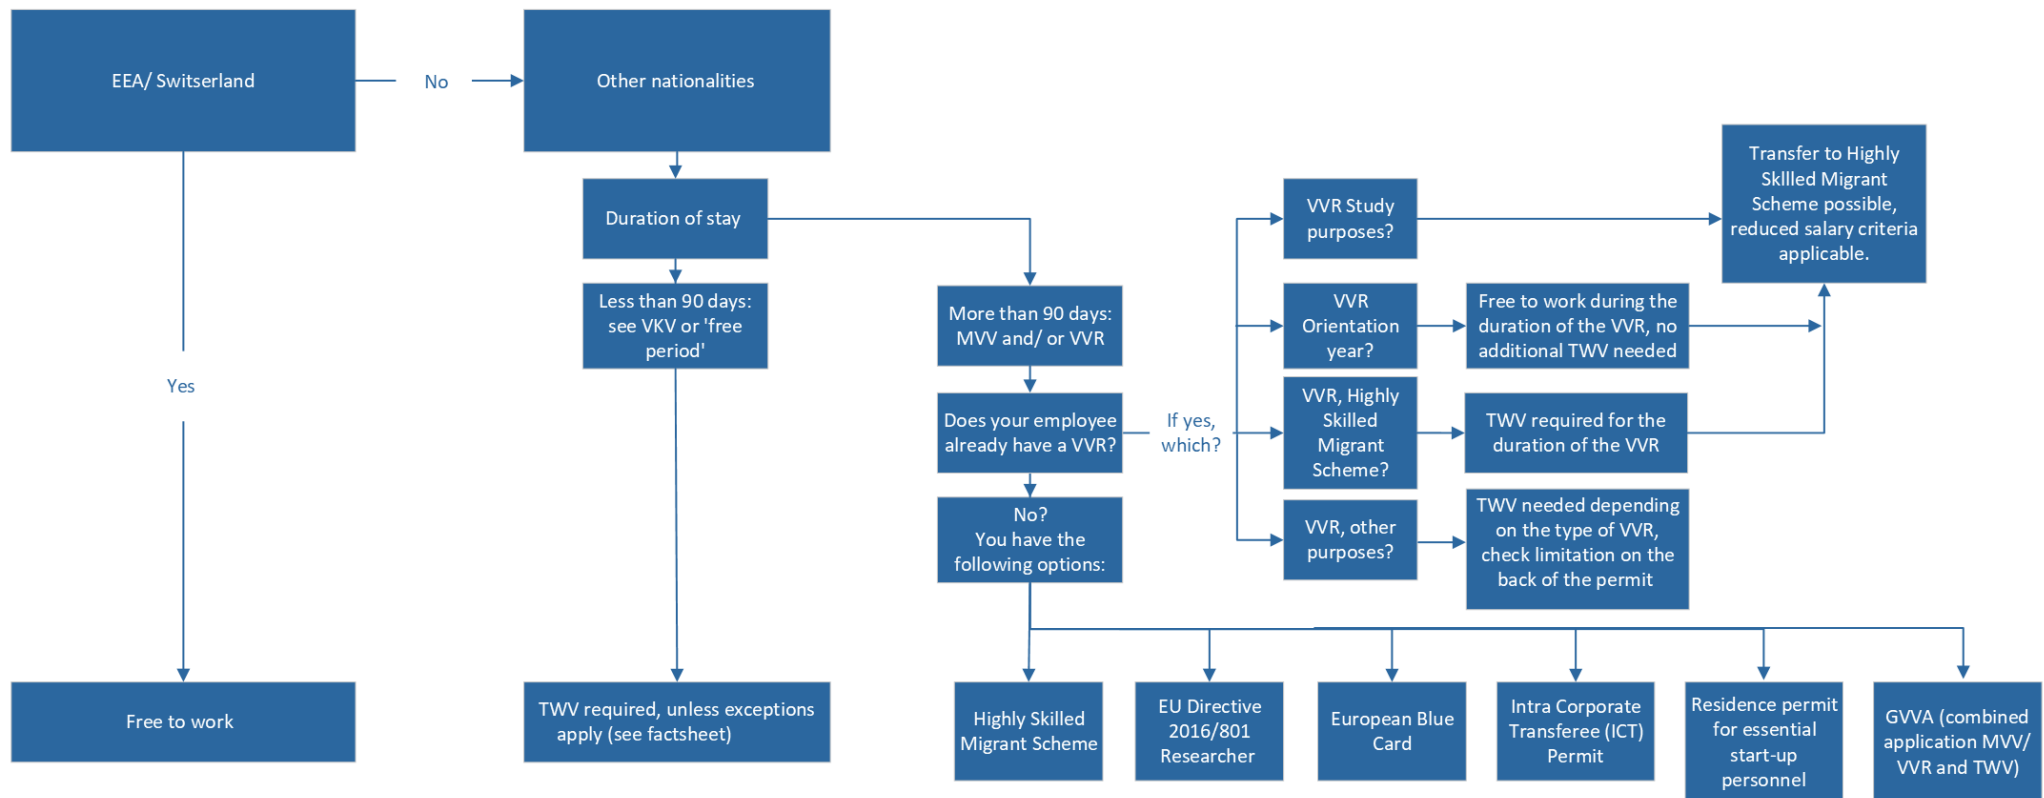 EEA/ Switserland
No
Other nationalities
Yes
Free to work
Duration of stay
Less than 90 days:
see VKV or 'free
period'
TWV required, unless exceptions
apply (see factsheet)
More than 90 days:
MVV and/ or VVR
Does your employee
already have a VVR?
If yes,
which?
No?
You have the
following options:
VVR Study
purposes?
Transfer to Highly
Skllled Migrant
Scheme possible,
reduced salary criteria
applicable.
VVR
Orientation
year?
Free to work during the
duration of the VVR, no
additional TWV needed
VVR, Highly
Skilled
Migrant
Scheme?
TWV required for the
duration of the VVR
VVR, other
purposes?
TWV needed depending
on the type of VVR,
check limitation on the
back of the permit
Highly Skilled
Migrant Scheme
EU Directive
2016/801
Researcher
European Blue
Card
Intra Corporate
Transferee (ICT)
Permit
Residence permit
for essential
start-up
personnel
GVVA (combined
application MVV/
VVR and TWV)